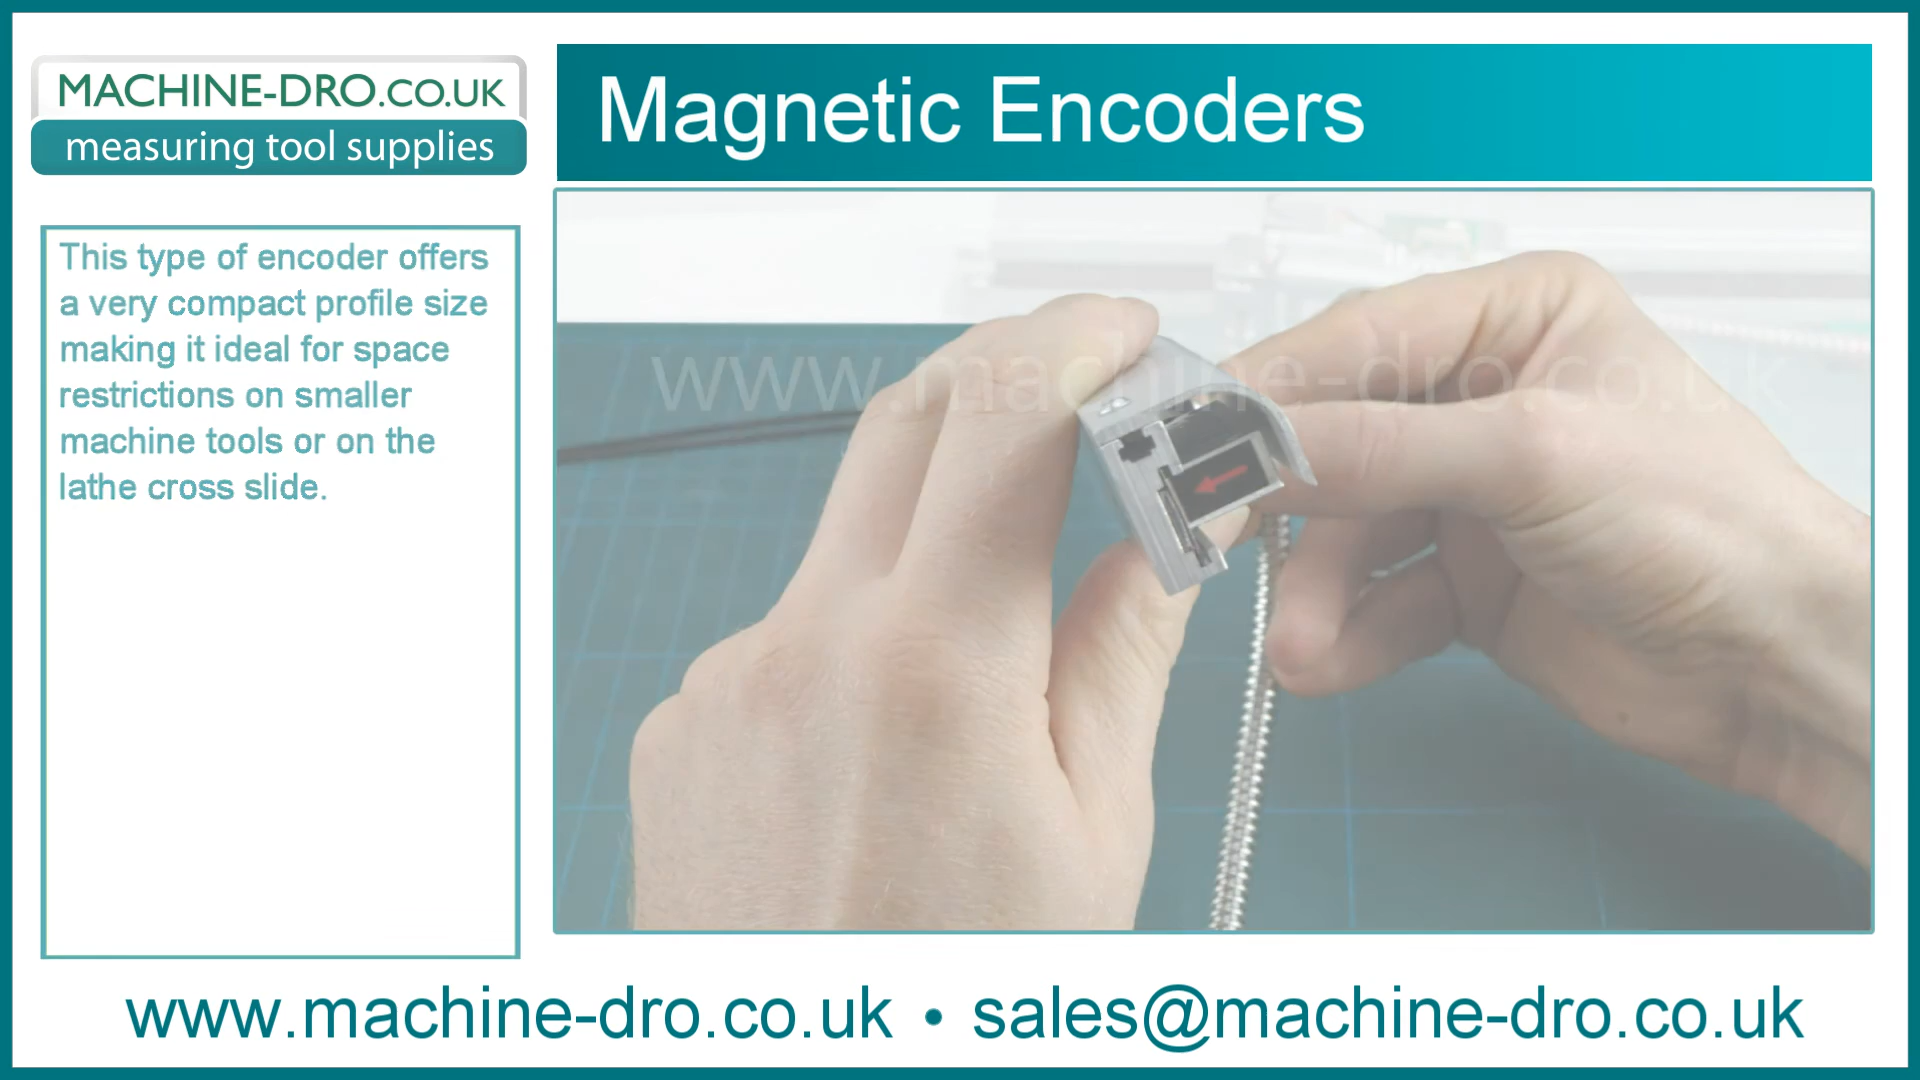 MACHINE-DRO.CO.UK
measuring tool supplies
Magnetic Encoders
This type of encoder offers
a very compact profile size
making it ideal for space
restrictions on smaller
machine tools or on the
lathe cross slide.
www.machine-dro.co.uk
www.machine-dro.co.uk • sales@machine-dro.co.uk